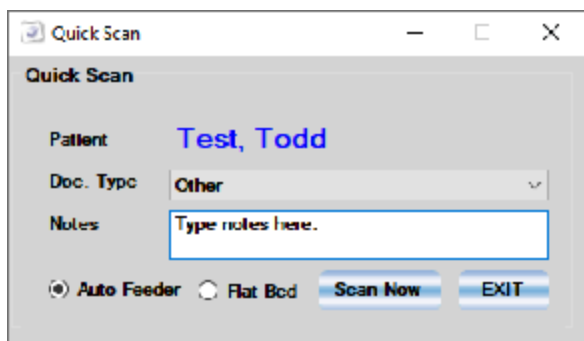 Quick Scan
Quick Scan
Patient Test, Todd
Doc. Type Other
Notes Type notes here.
Auto Feeder Flat Bed Scan Now EXIT